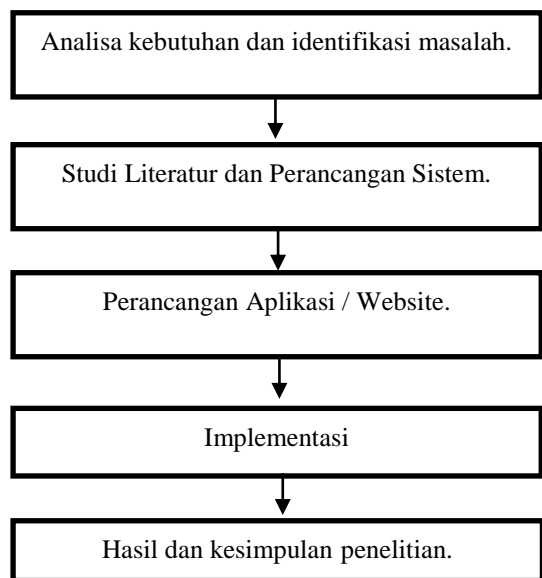 Analisa kebutuhan dan identifikasi masalah.
Studi Literatur dan Perancangan Sistem.
Perancangan Aplikasi / Website.
Implementasi
Hasil dan kesimpulan penelitian.